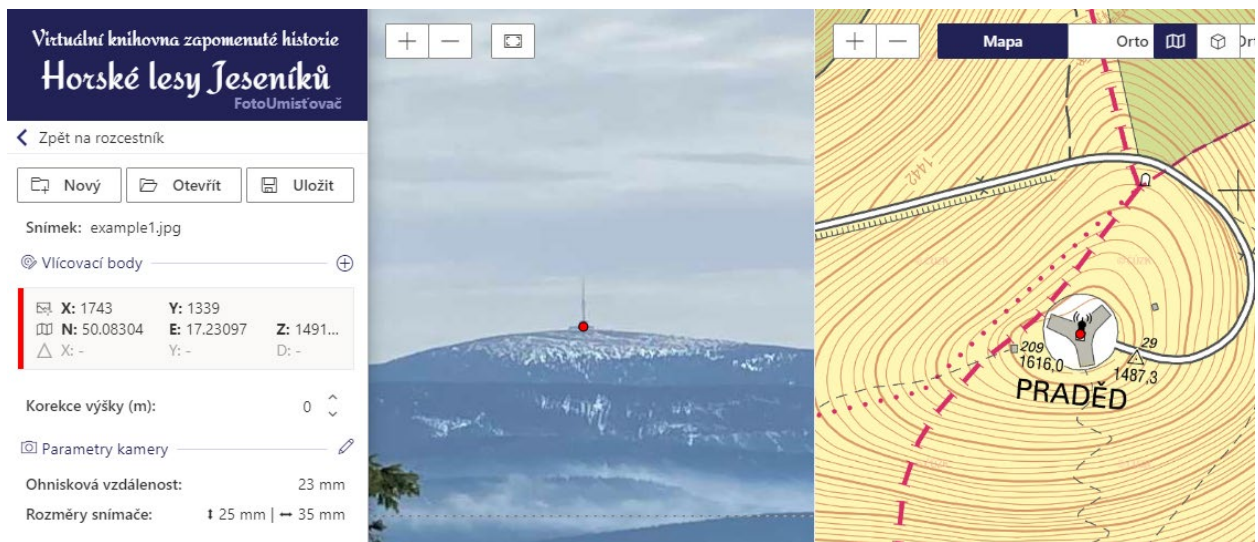 Virtuální knihovna zapomenuté historie
Horské lesy Jeseníků
FotoUmisťovač
Zpět na rozcestník
Nový
Otevřít
Uložit
Snímek: example1.jpg
Vlícovací body
X: 1743 Y: 1339
N: 50.08304 E: 17.23097 Z: 1491...
X: - Y: - D: -
Korekce výšky (m): 0
Parametry kamery
Ohnisková vzdálenost: 23 mm
Rozměry snímače: ↕ 25 mm | ↔ 35 mm
Mapa
Orto
1442
209
1616,0
29
1487,3
PRADĚD